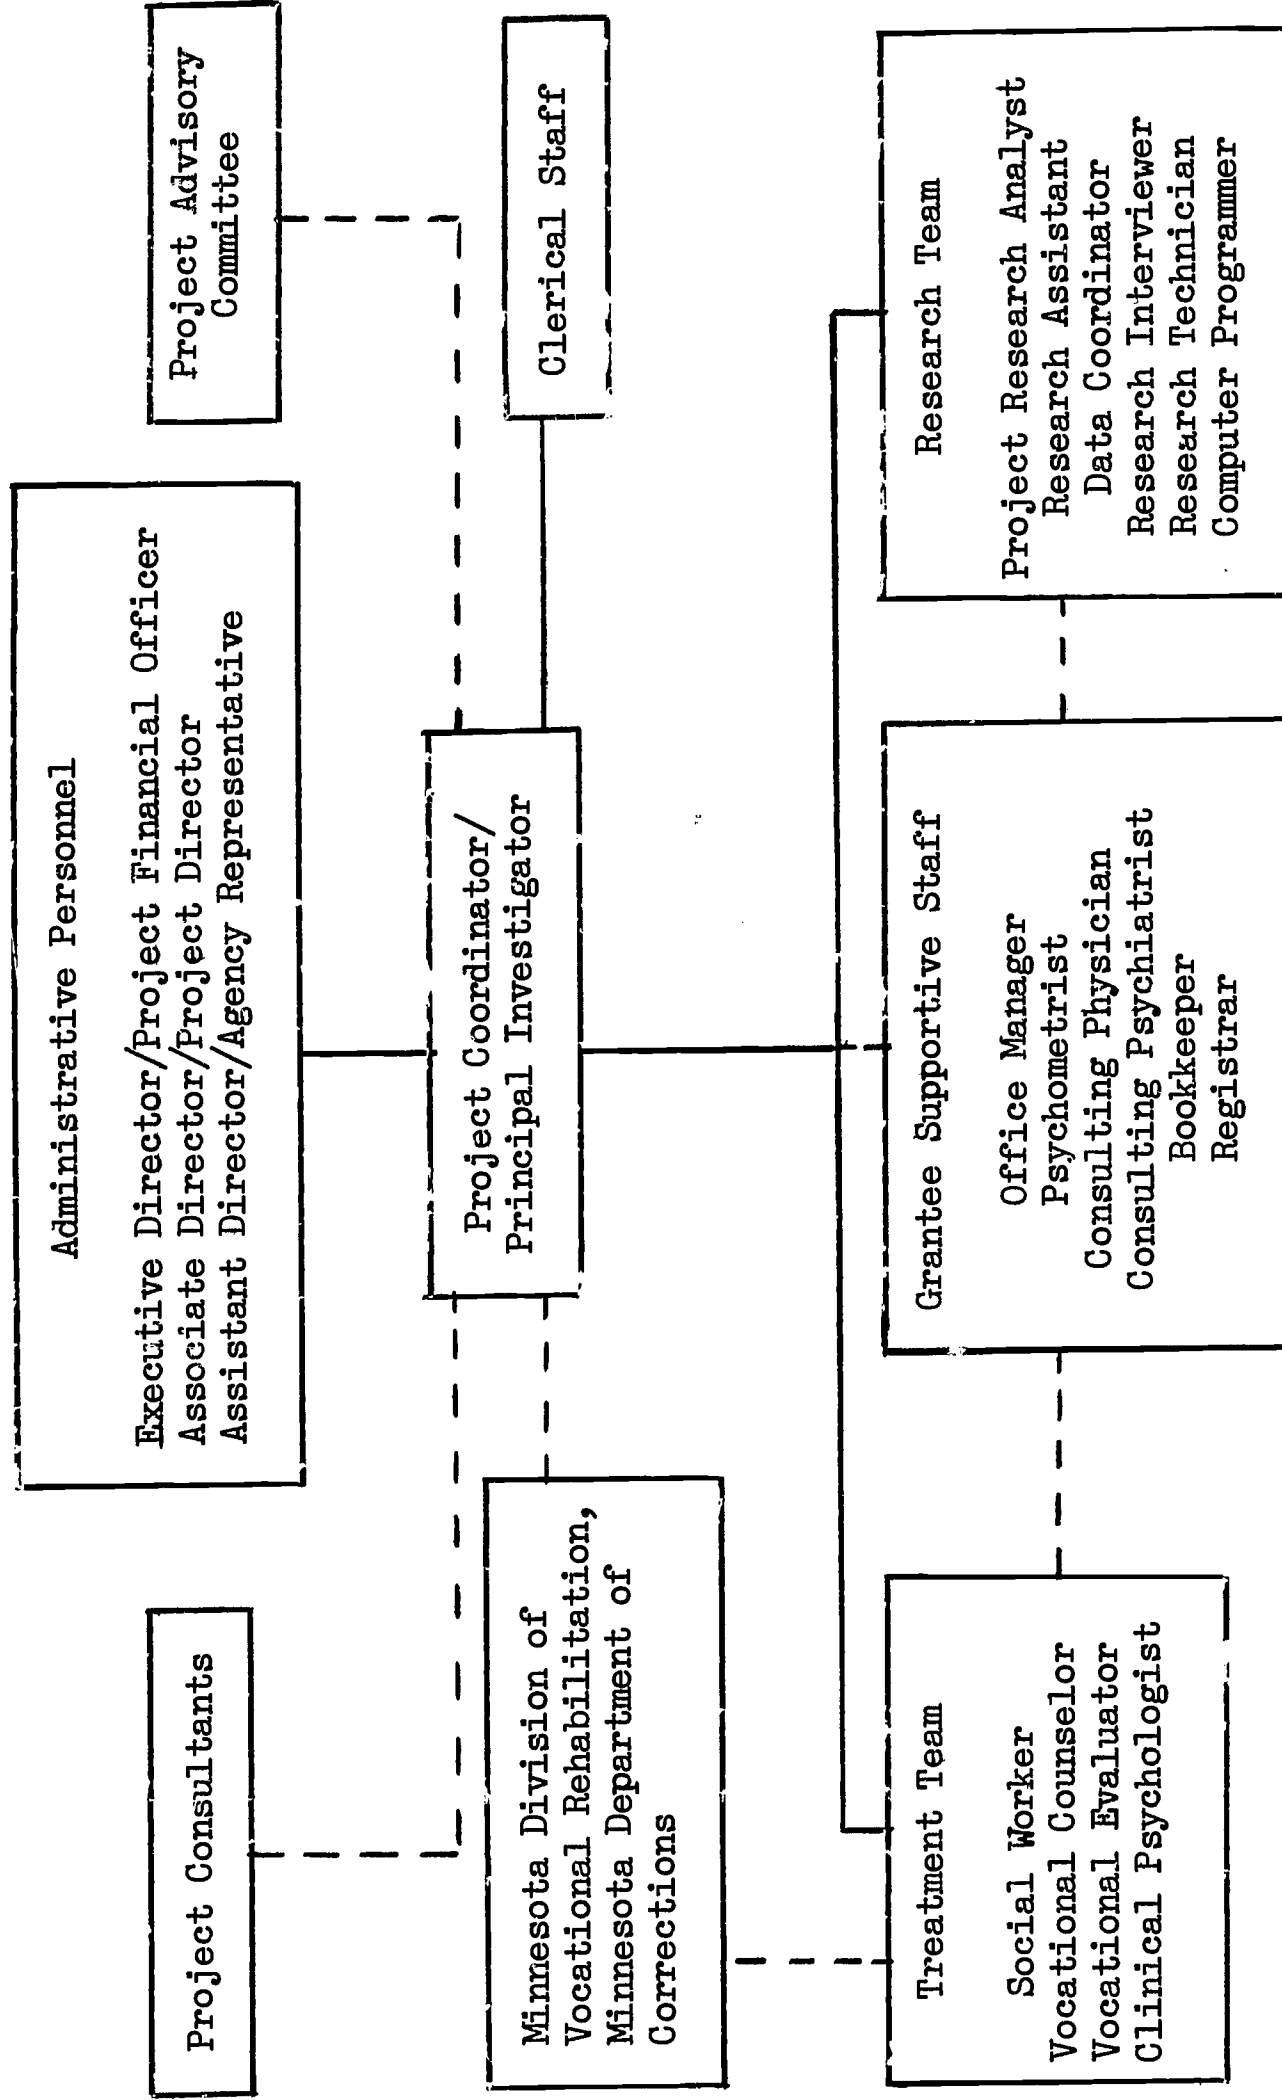 Project Consultants
Administrative Personnel
Executive Director/Project Financial Officer
Associate Director/Project Director
Assistant Director/Agency Representative
Project Advisory
Committee
Minnesota Division of
Vocational Rehabilitation,
Minnesota Department of
Corrections
Project Coordinator/
Principal Investigator
Clerical Staff
Treatment Team
Social Worker
Vocational Counselor
Vocational Evaluator
Clinical Psychologist
Grantee Supportive Staff
Office Manager
Psychometrist
Consulting Physician
Consulting Psychiatrist
Bookkeeper
Registrar
Research Team
Project Research Analyst
Research Assistant
Data Coordinator
Research Interviewer
Research Technician
Computer Programmer